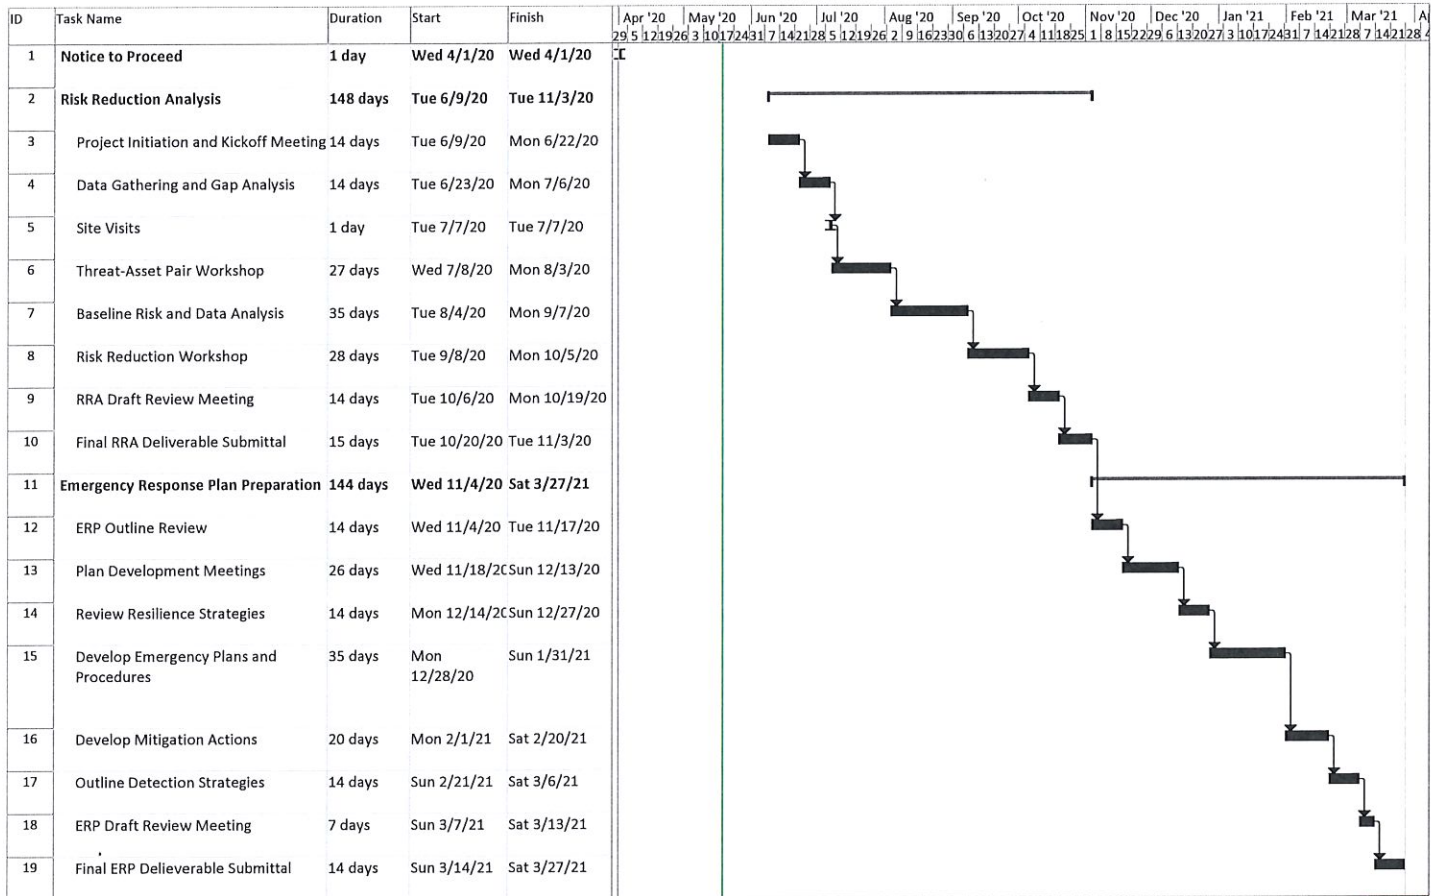 ID Task Name Duration Start Finish Apr '20 May '20 Jun '20 Jul '20 Aug '20 Sep '20 Oct '20 Nov '20 Dec '20 Jan '21 Feb '21 Mar '21 A
29 5 12 19 26 3 10 17 24 31 7 14 21 28 5 12 19 26 2 9 16 23 30 6 13 20 27 4 11 18 25 1 8 15 22 29 6 13 20 27 3 10 17 24 31 7 14 21 28 7 14 21 28 4
1 Notice to Proceed 1 day Wed 4/1/20 Wed 4/1/20
2 Risk Reduction Analysis 148 days Tue 6/9/20 Tue 11/3/20
3 Project Initiation and Kickoff Meeting 14 days Tue 6/9/20 Mon 6/22/20
4 Data Gathering and Gap Analysis 14 days Tue 6/23/20 Mon 7/6/20
5 Site Visits 1 day Tue 7/7/20 Tue 7/7/20
6 Threat-Asset Pair Workshop 27 days Wed 7/8/20 Mon 8/3/20
7 Baseline Risk and Data Analysis 35 days Tue 8/4/20 Mon 9/7/20
8 Risk Reduction Workshop 28 days Tue 9/8/20 Mon 10/5/20
9 RRA Draft Review Meeting 14 days Tue 10/6/20 Mon 10/19/20
10 Final RRA Deliverable Submittal 15 days Tue 10/20/20 Tue 11/3/20
11 Emergency Response Plan Preparation 144 days Wed 11/4/20 Sat 3/27/21
12 ERP Outline Review 14 days Wed 11/4/20 Tue 11/17/20
13 Plan Development Meetings 26 days Wed 11/18/20 Sun 12/13/20
14 Review Resilience Strategies 14 days Mon 12/14/20 Sun 12/27/20
15 Develop Emergency Plans and 35 days Mon Sun 1/31/21
Procedures 12/28/20
16 Develop Mitigation Actions 20 days Mon 2/1/21 Sat 2/20/21
17 Outline Detection Strategies 14 days Sun 2/21/21 Sat 3/6/21
18 ERP Draft Review Meeting 7 days Sun 3/7/21 Sat 3/13/21
19 Final ERP Delieverable Submittal 14 days Sun 3/14/21 Sat 3/27/21